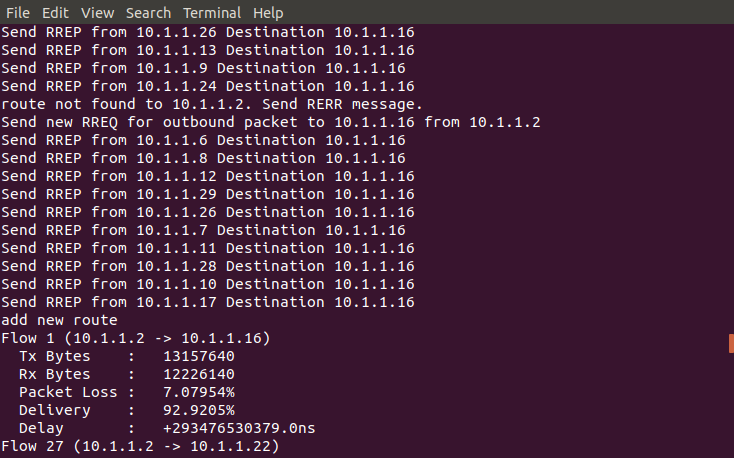 File Edit View Search Terminal Help
Send RREP from 10.1.1.26 Destination 10.1.1.16
Send RREP from 10.1.1.13 Destination 10.1.1.16
Send RREP from 10.1.1.9 Destination 10.1.1.16
Send RREP from 10.1.1.24 Destination 10.1.1.16
route not found to 10.1.1.2. Send RERR message.
Send new RREQ for outbound packet to 10.1.1.16 from 10.1.1.2
Send RREP from 10.1.1.6 Destination 10.1.1.16
Send RREP from 10.1.1.8 Destination 10.1.1.16
Send RREP from 10.1.1.12 Destination 10.1.1.16
Send RREP from 10.1.1.29 Destination 10.1.1.16
Send RREP from 10.1.1.26 Destination 10.1.1.16
Send RREP from 10.1.1.7 Destination 10.1.1.16
Send RREP from 10.1.1.11 Destination 10.1.1.16
Send RREP from 10.1.1.28 Destination 10.1.1.16
Send RREP from 10.1.1.10 Destination 10.1.1.16
Send RREP from 10.1.1.17 Destination 10.1.1.16
add new route
Flow 1 (10.1.1.2 -> 10.1.1.16)
  Tx Bytes    :   13157640
  Rx Bytes    :   12226140
  Packet Loss :   7.07954%
  Delivery    :   92.9205%
  Delay       :   +293476530379.0ns
Flow 27 (10.1.1.2 -> 10.1.1.22)